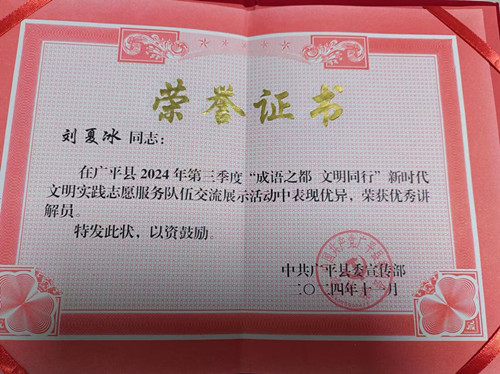 荣誉证书
刘夏冰 同志：
在广平县2024年第三季度“成语之都 文明同行”新时代
文明实践志愿服务队伍交流展示活动中表现优异，荣获优秀讲
解员。
特发此状，以资鼓励。
中共广平县委宣传部
二〇二四年十一月